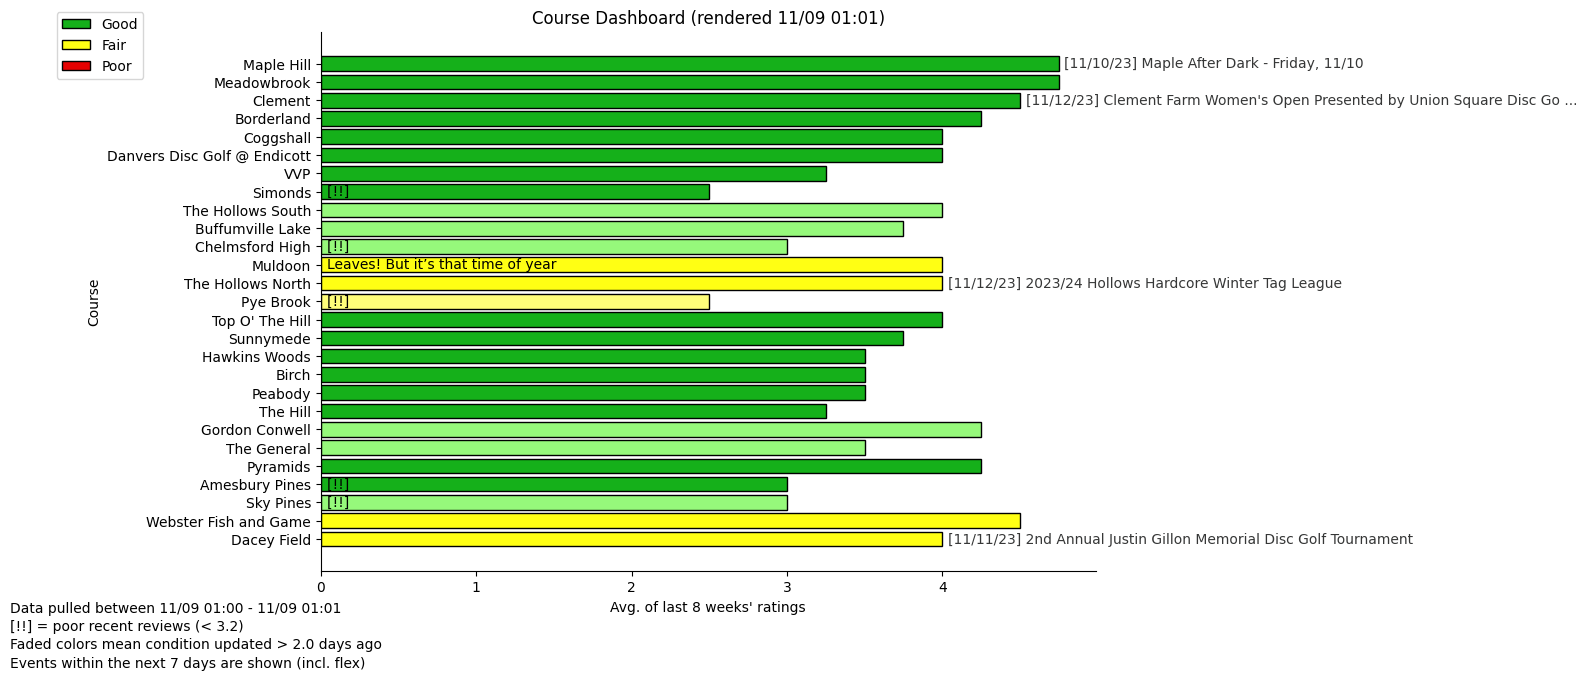 Course Dashboard (rendered 11/09 01:01)
Good
Fair
Poor
Maple Hill [11/10/23] Maple After Dark - Friday, 11/10
Meadowbrook
Clement [11/12/23] Clement Farm Women's Open Presented by Union Square Disc Go ...
Borderland
Coggshall
Danvers Disc Golf @ Endicott
VVP
Simonds [!!]
The Hollows South
Buffumville Lake
Chelmsford High [!!]
Muldoon Leaves! But it’s that time of year
The Hollows North [11/12/23] 2023/24 Hollows Hardcore Winter Tag League
Pye Brook [!!]
Top O' The Hill
Sunnymede
Hawkins Woods
Birch
Peabody
The Hill
Gordon Conwell
The General
Pyramids
Amesbury Pines [!!]
Sky Pines [!!]
Webster Fish and Game
Dacey Field [11/11/23] 2nd Annual Justin Gillon Memorial Disc Golf Tournament
Course
0 1 2 3 4
Avg. of last 8 weeks' ratings
Data pulled between 11/09 01:00 - 11/09 01:01
[!!] = poor recent reviews (< 3.2)
Faded colors mean condition updated > 2.0 days ago
Events within the next 7 days are shown (incl. flex)